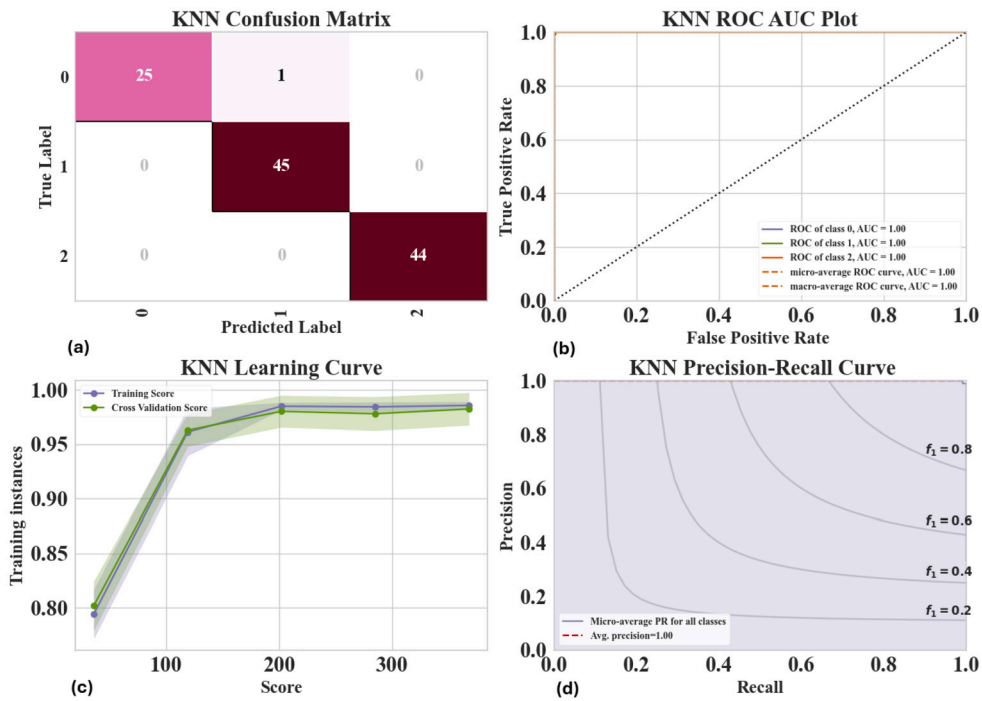 KNN Confusion Matrix
0
25
1
0
1
0
45
0
2
0
0
44
True Label
0
1
2
Predicted Label
(a)
KNN ROC AUC Plot
1.0
0.8
0.6
0.4
0.2
0.0
True Positive Rate
ROC of class 0, AUC = 1.00
ROC of class 1, AUC = 1.00
ROC of class 2, AUC = 1.00
micro-average ROC curve, AUC = 1.00
macro-average ROC curve, AUC = 1.00
0.2
0.4
0.6
0.8
1.0
False Positive Rate
(b)
KNN Learning Curve
1.00
0.95
0.90
0.85
0.80
Training instances
Training Score
Cross Validation Score
100
200
300
Score
(c)
KNN Precision-Recall Curve
1.0
0.8
0.6
0.4
0.2
0.0
Precision
f₁ = 0.8
f₁ = 0.6
f₁ = 0.4
f₁ = 0.2
Micro-average PR for all classes
Avg. precision=1.00
0.0
0.2
0.4
0.6
0.8
1.0
Recall
(d)